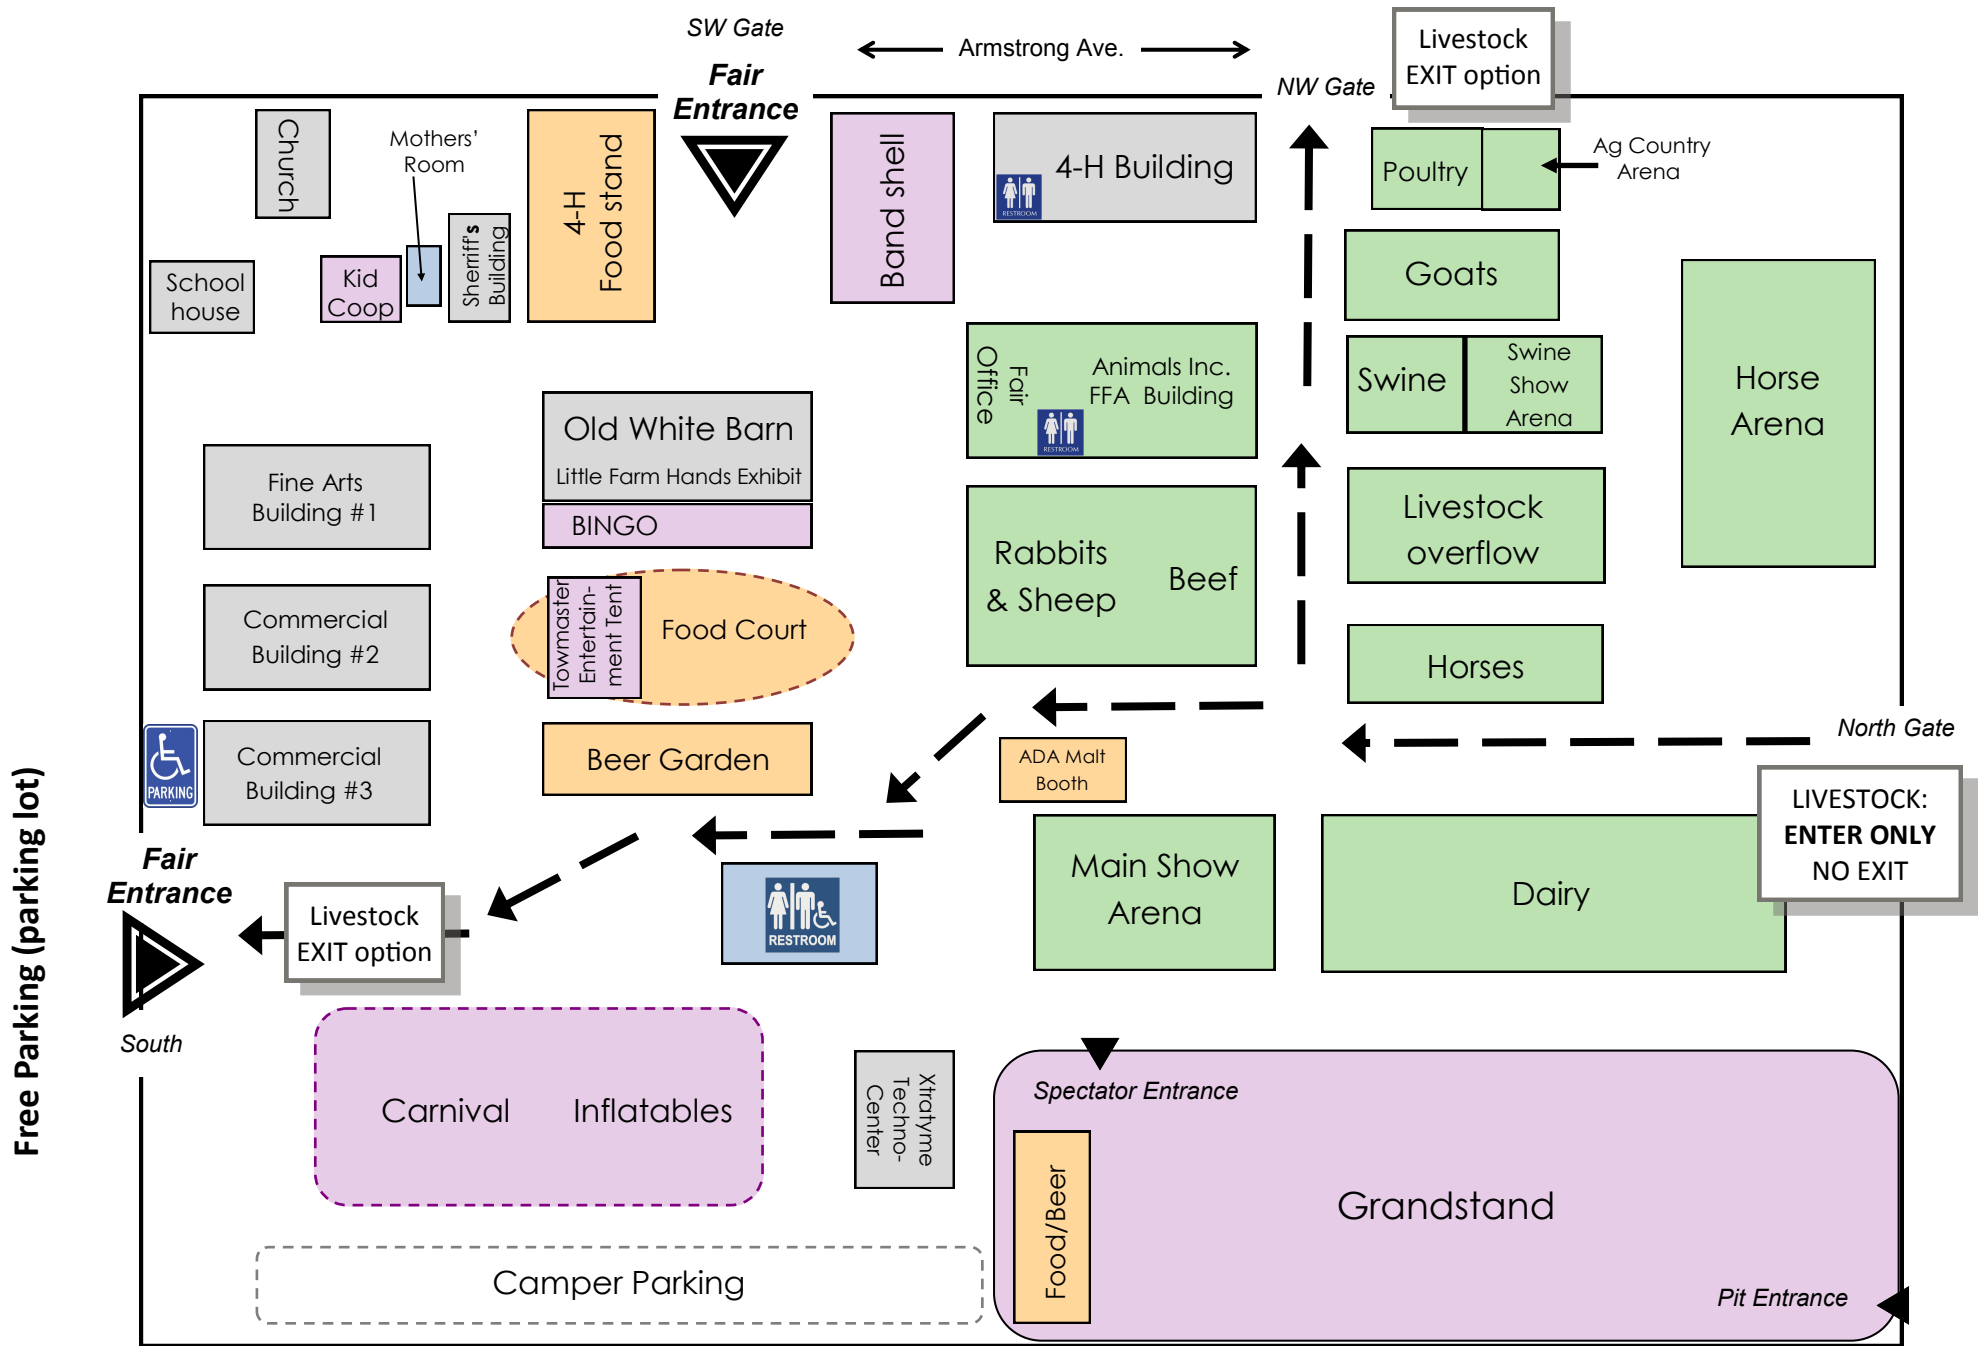 SW Gate
Armstrong Ave.
Livestock
EXIT option
Fair
Entrance
NW Gate
Church
Mothers'
Room
4-H
Food stand
Band shell
4-H Building
RESTROOM
Poultry
Ag Country
Arena
School
house
Kid
Coop
Sherriff's
Building
Goats
Fair
Office
Animals Inc.
FFA Building
RESTROOM
Swine
Swine
Show
Arena
Horse
Arena
Old White Barn
Little Farm Hands Exhibit
BINGO
Fine Arts
Building #1
Rabbits
& Sheep
Beef
Livestock
overflow
Commercial
Building #2
Towmaster
Entertain-
ment Tent
Food Court
Horses
North Gate
PARKING
Commercial
Building #3
Beer Garden
ADA Malt
Booth
LIVESTOCK:
ENTER ONLY
NO EXIT
Free Parking (parking lot)
Fair
Entrance
Livestock
EXIT option
RESTROOM
Main Show
Arena
Dairy
South
Carnival
Inflatables
Xtratyme
Techno-
Center
Spectator Entrance
Food/Beer
Grandstand
Camper Parking
Pit Entrance